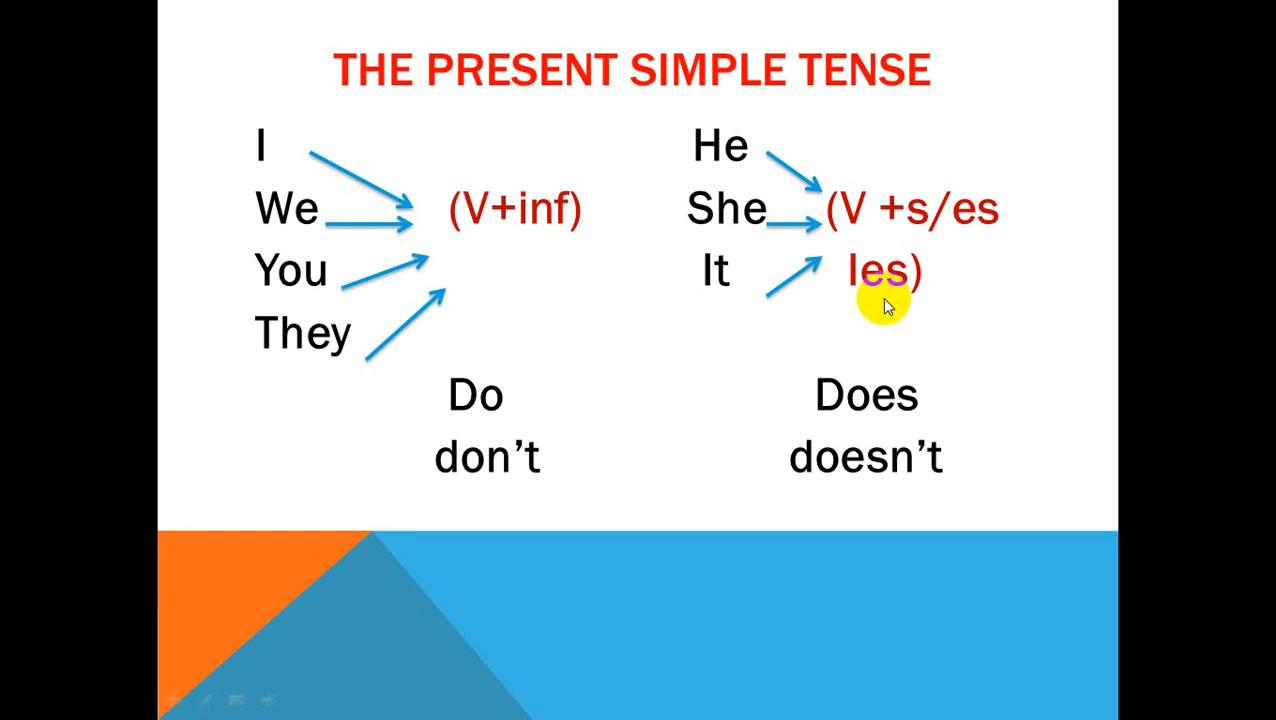 THE PRESENT SIMPLE TENSE
I
We (V+inf)
You
They
Do
don't
He
She (V +s/es
It Ies)
Does
doesn't